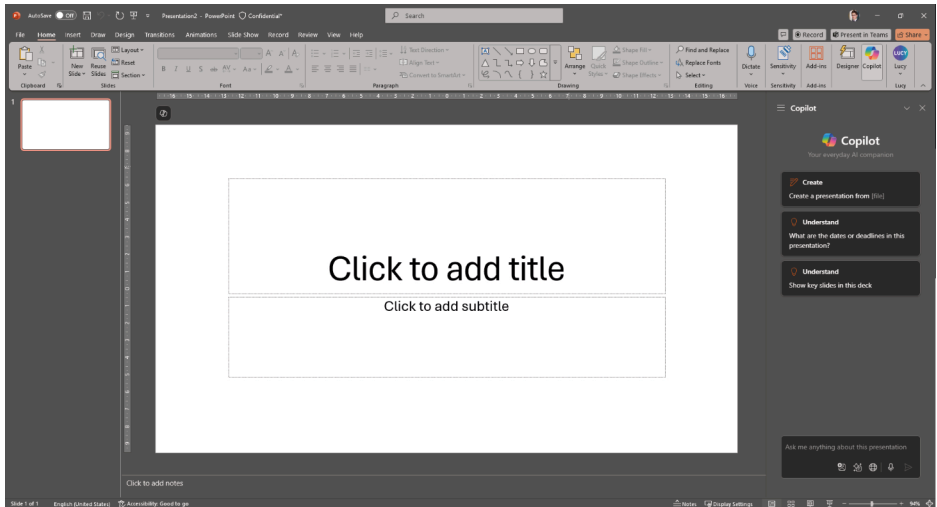 AutoSave Off Presentation2 - PowerPoint Confidential* Search
File Home Insert Draw Design Transitions Animations Slide Show Record Review View Help Record Present in Teams Share
Paste New Slide Reuse Slides Layout Reset Section Text Direction Align Text Convert to SmartArt Arrange Quick Styles Shape Fill Shape Outline Shape Effects Find and Replace Replace Fonts Select Dictate Sensitivity Add-ins Designer Copilot LUCY Lucy
Clipboard Slides Font Paragraph Drawing Editing Voice Sensitivity Add-ins Lucy
1
Click to add title
Click to add subtitle
Click to add notes
Copilot
Copilot
Your everyday AI companion
Create
Create a presentation from [file]
Understand
What are the dates or deadlines in this
presentation?
Understand
Show key slides in this deck
Ask me anything about this presentation
Slide 1 of 1 English (United States) Accessibility: Good to go Notes Display Settings 94%